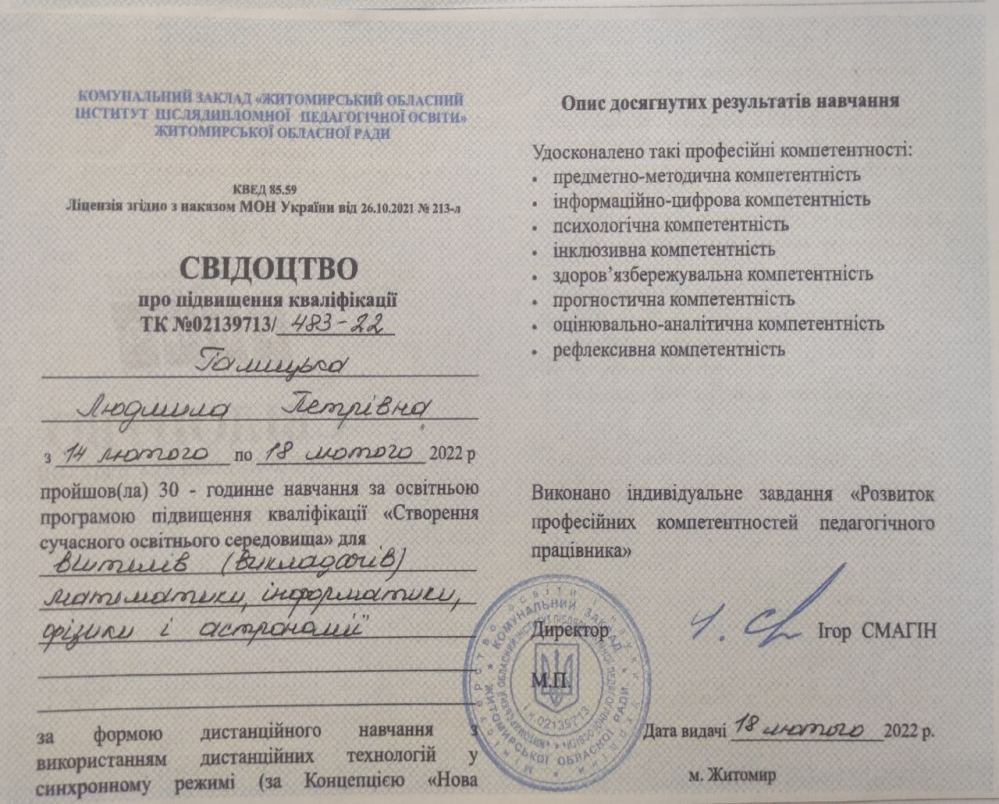 КОМУНАЛЬНИЙ ЗАКЛАД «ЖИТОМИРСЬКИЙ ОБЛАСНИЙ
ІНСТИТУТ ПІСЛЯДИПЛОМНОЇ ПЕДАГОГІЧНОЇ ОСВІТИ»
ЖИТОМИРСЬКОЇ ОБЛАСНОЇ РАДИ
КВЕД 85.59
Ліцензія згідно з наказом МОН України від 26.10.2021 № 213-л
СВІДОЦТВО
про підвищення кваліфікації
ТК №02139713/ 483-22
Галицька
Людмила Петрівна
з 14 лютого по 18 лютого 2022 р
пройшов(ла) 30 - годинне навчання за освітньою
програмою підвищення кваліфікації «Створення
сучасного освітнього середовища» для
вчителів (викладачів)
математики, інформатики,
фізики і астрономії"
за формою дистанційного навчання з
використанням дистанційних технологій у
синхронному режимі (за Концепцією «Нова
Опис досягнутих результатів навчання
Удосконалено такі професійні компетентності:
• предметно-методична компетентність
• інформаційно-цифрова компетентність
• психологічна компетентність
• інклюзивна компетентність
• здоров'язбережувальна компетентність
• прогностична компетентність
• оцінювально-аналітична компетентність
• рефлексивна компетентність
Виконано індивідуальне завдання «Розвиток
професійних компетентностей педагогічного
працівника»
Директор Ігор СМАГІН
М.П.
Дата видачі 18 лютого 2022 р.
м. Житомир
КОМУНАЛЬНИЙ ЗАКЛАД
ЖИТОМИРСЬКОЇ ОБЛАСНОЇ РАДИ
02139713